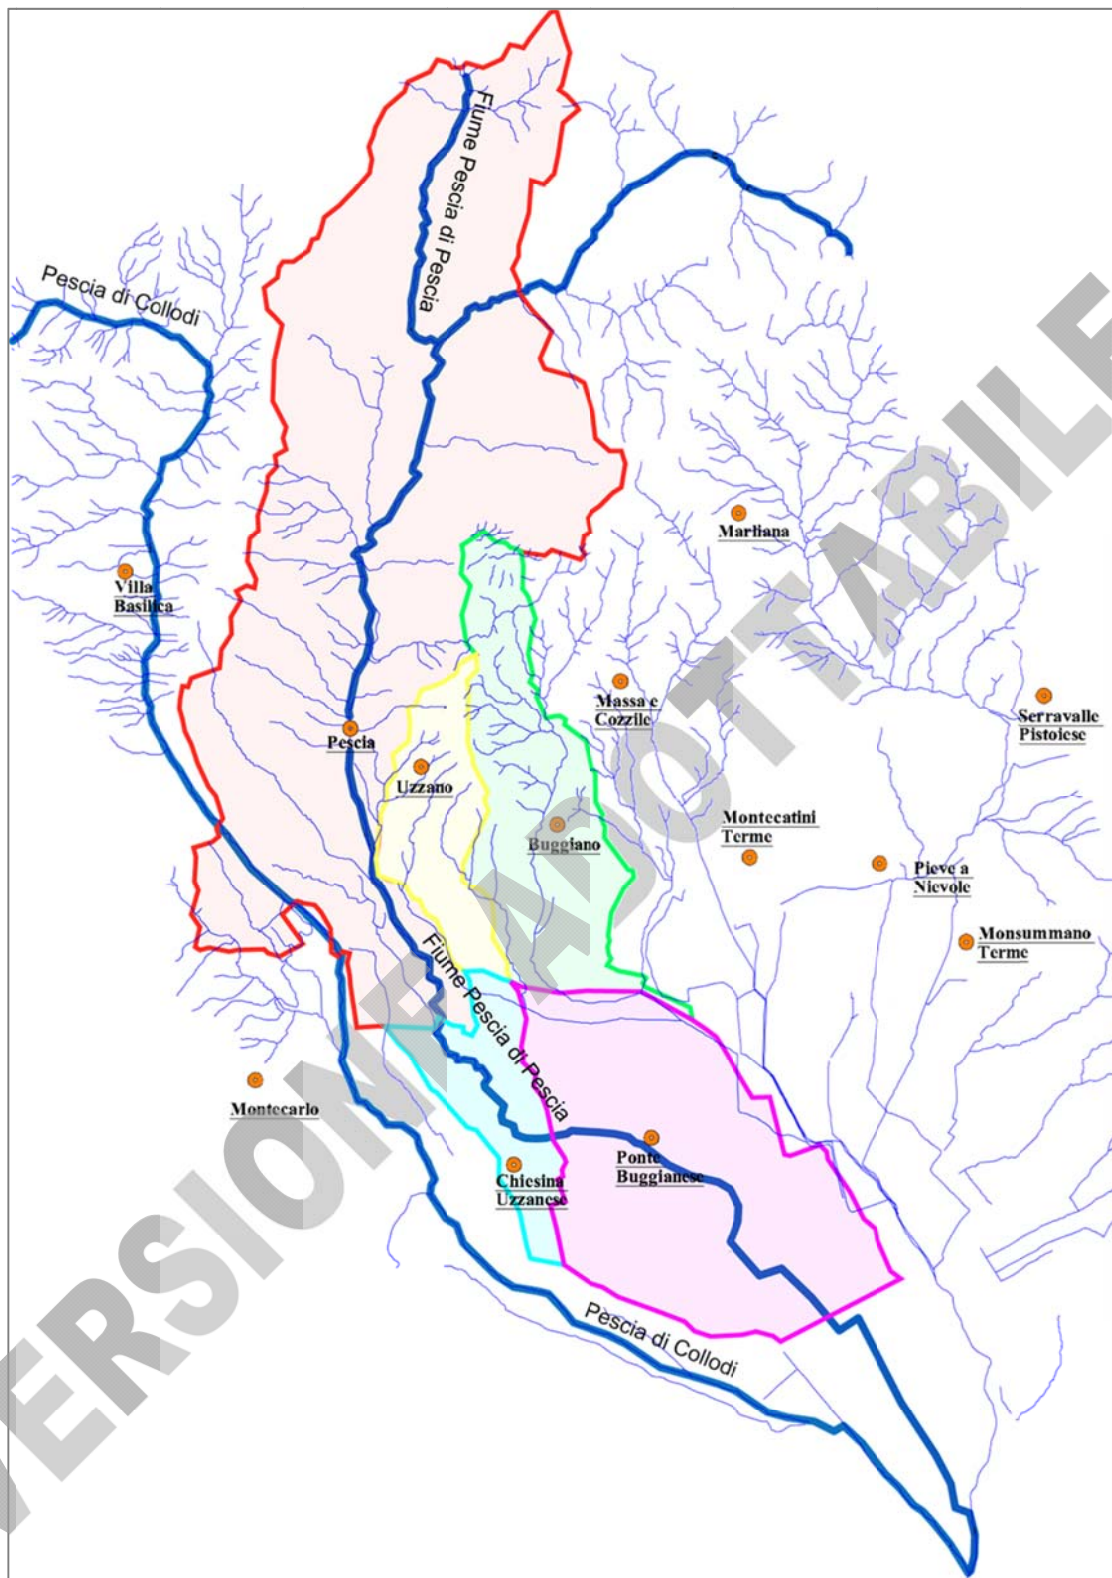 Fiume Pescia di Pescia
Pescia di Collodi
Marliana
Villa
Basilica
Massa e
Cozzile
Serravalle
Pistoiese
Pescia
Uzzano
Montecatini
Terme
Buggiano
Pieve a
Nievole
Monsummano
Terme
Fiume Pescia di Pescia
Montecarlo
Ponte
Buggianese
Chiesina
Uzzanese
Pescia di Collodi
VERSIONE ADOTTABILE